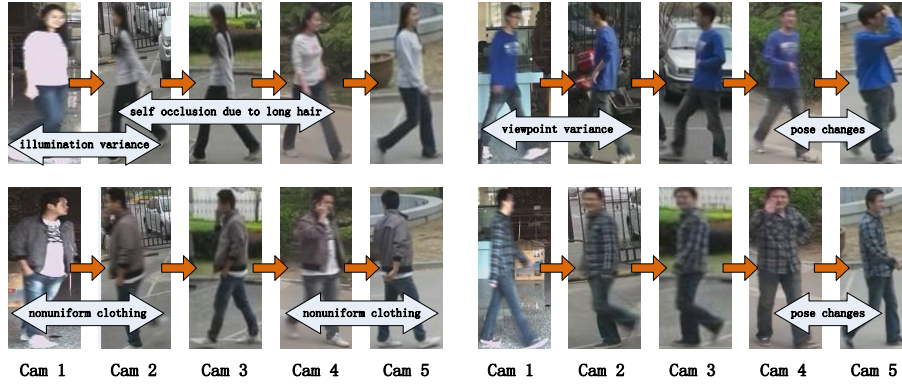 self occlusion due to long hair
illumination variance
viewpoint variance
pose changes
nonuniform clothing
nonuniform clothing
pose changes
Cam 1 Cam 2 Cam 3 Cam 4 Cam 5 Cam 1 Cam 2 Cam 3 Cam 4 Cam 5